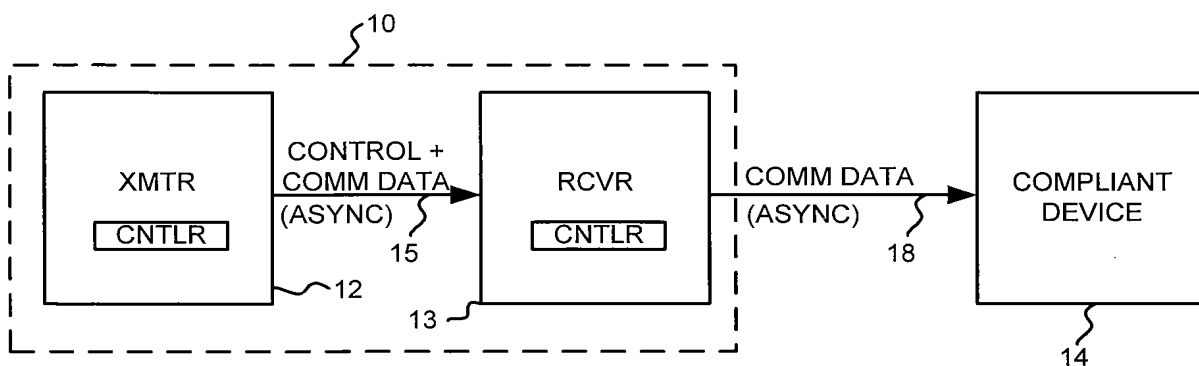 10
XMTR
CNTLR
12
CONTROL +
COMM DATA
(ASYNC)
15
RCVR
CNTLR
13
COMM DATA
(ASYNC)
18
COMPLIANT
DEVICE
14